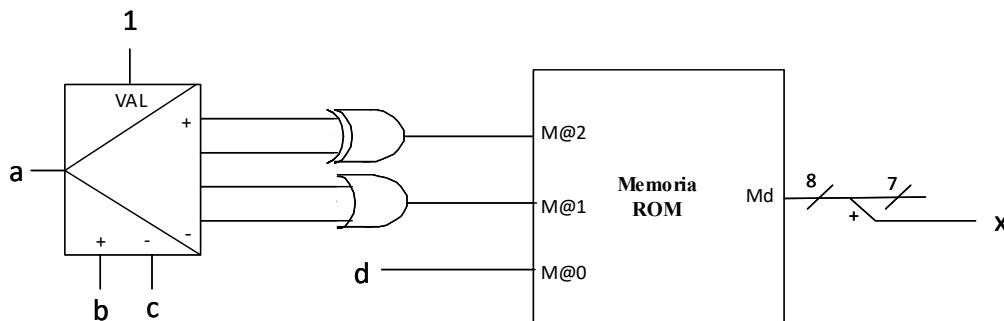 1
VAL
+
a
-
+ -
b c
M@2
M@1
d
M@0
Memoria
ROM
Md
8
7
+
x